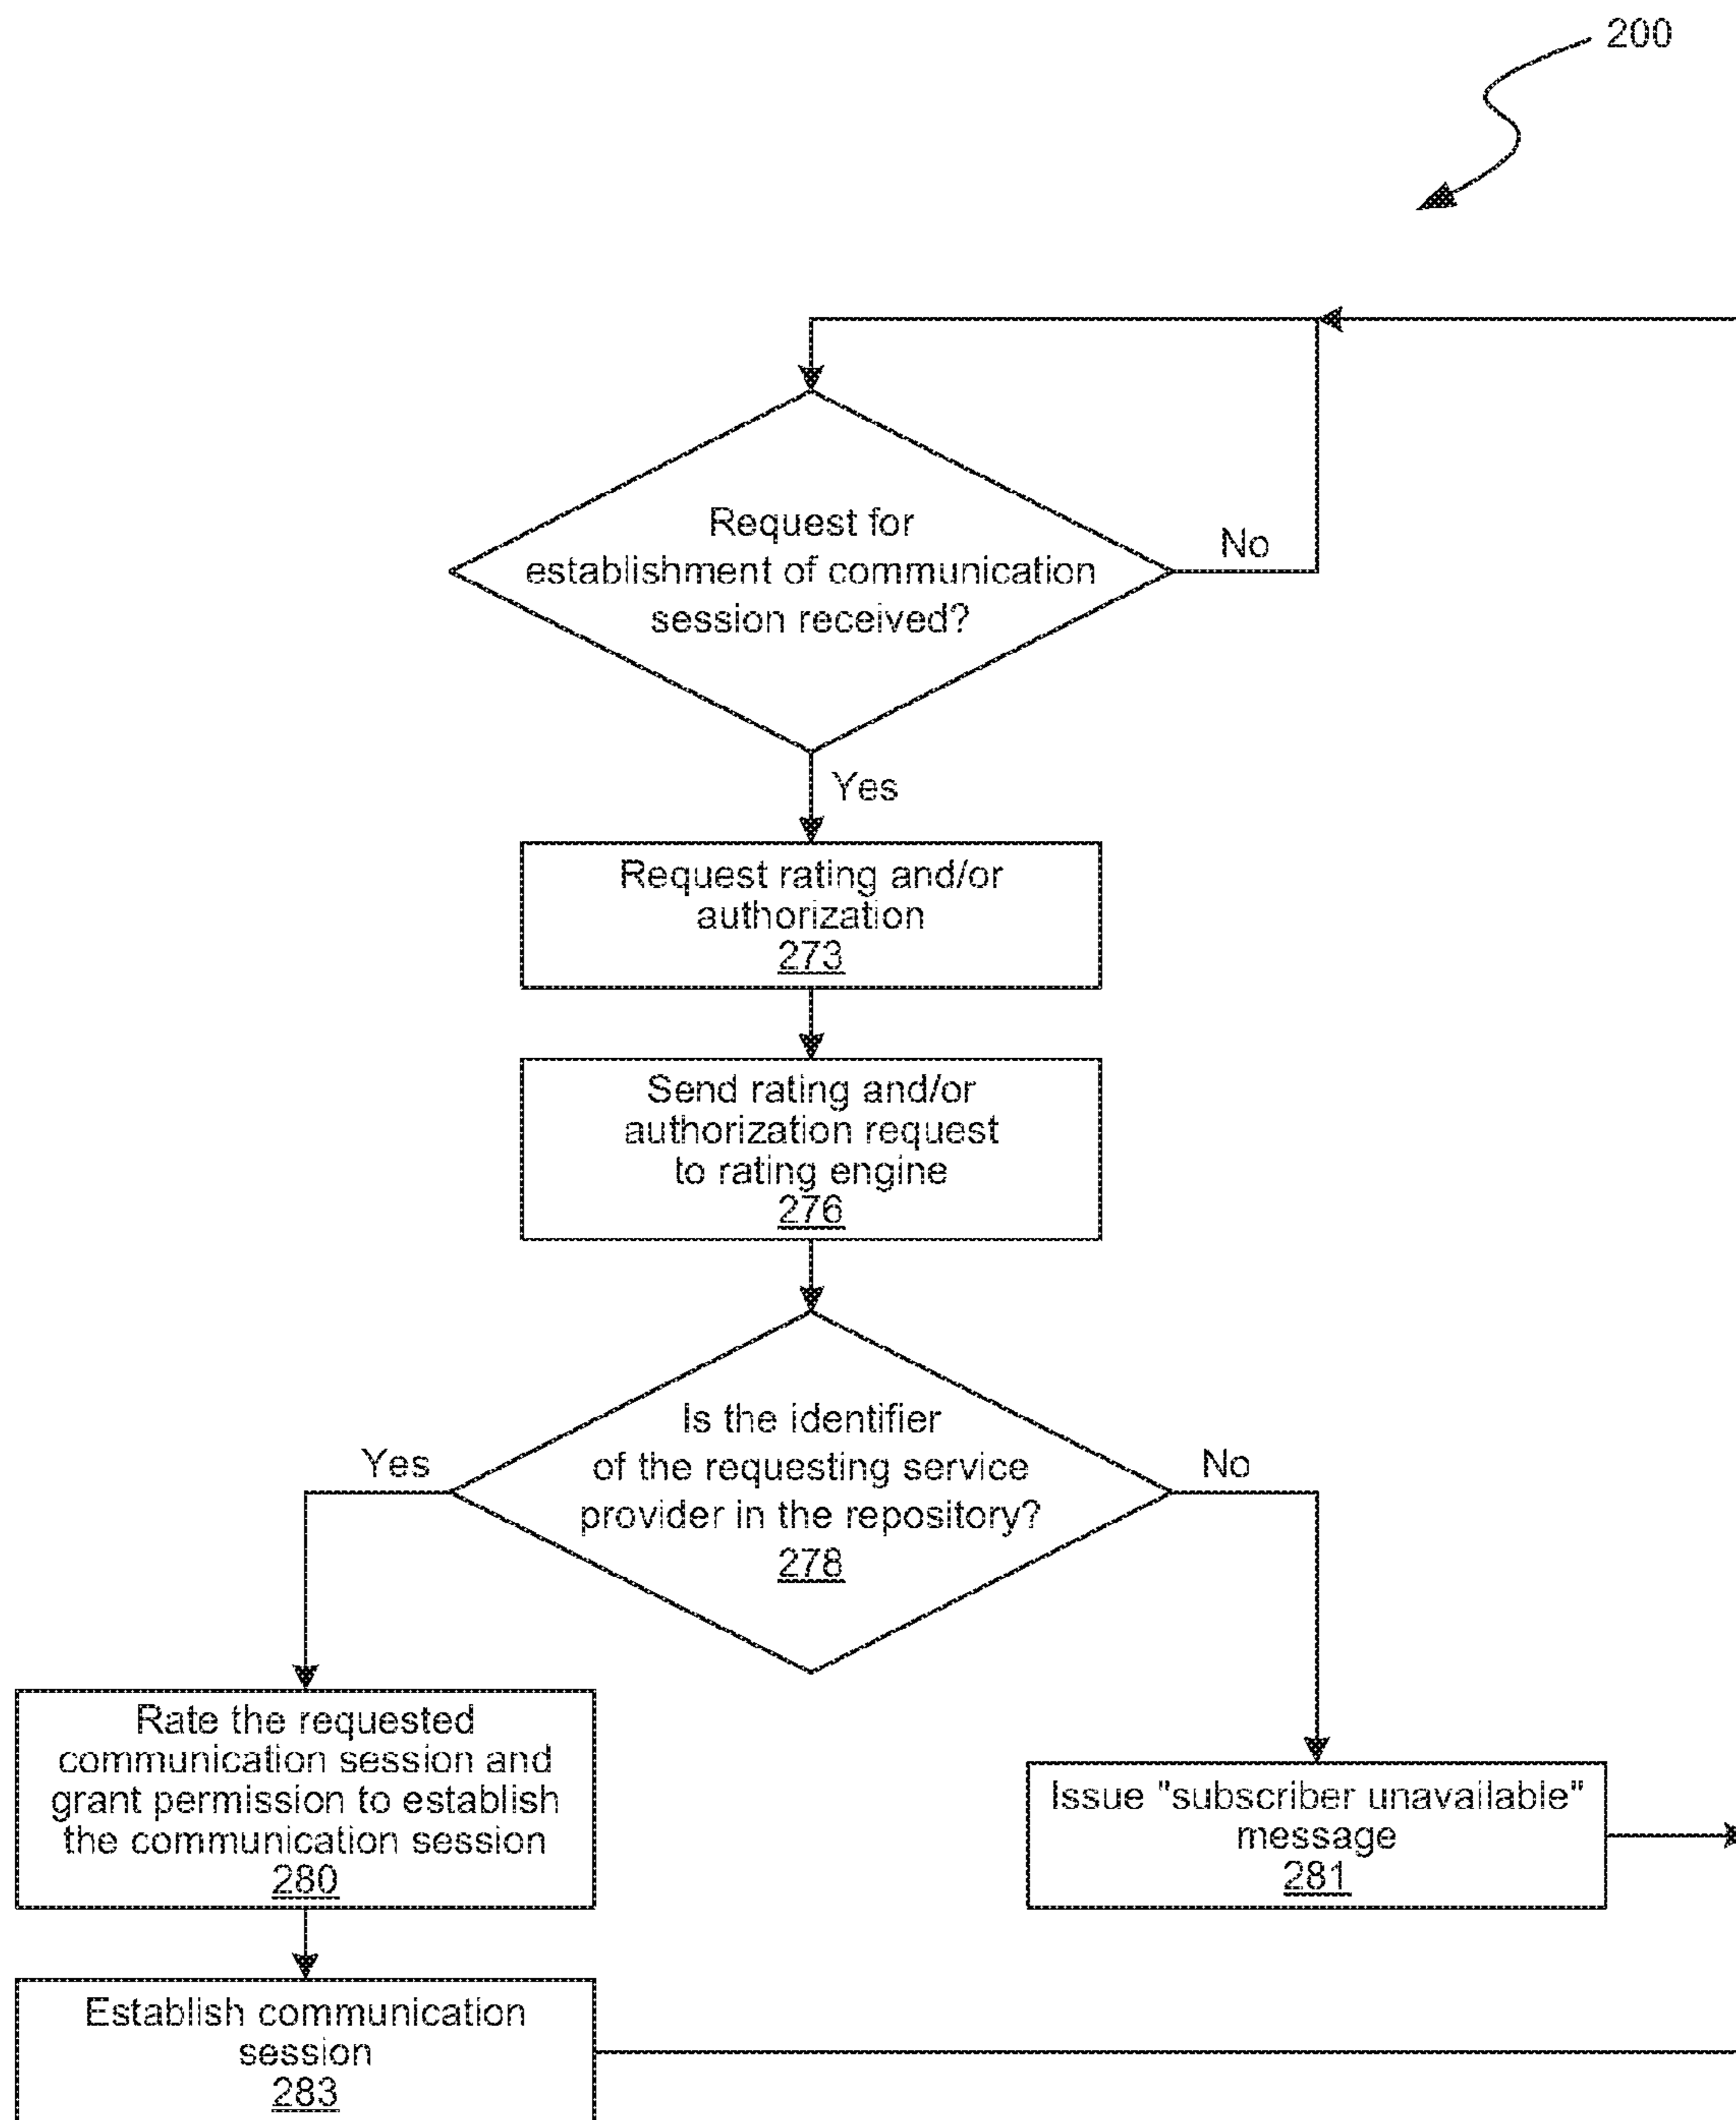 200
Request for
establishment of communication
session received?
No
Yes
Request rating and/or
authorization
273
Send rating and/or
authorization request
to rating engine
276
Is the identifier
of the requesting service
provider in the repository?
278
Yes
No
Rate the requested
communication session and
grant permission to establish
the communication session
280
Issue "subscriber unavailable"
message
281
Establish communication
session
283